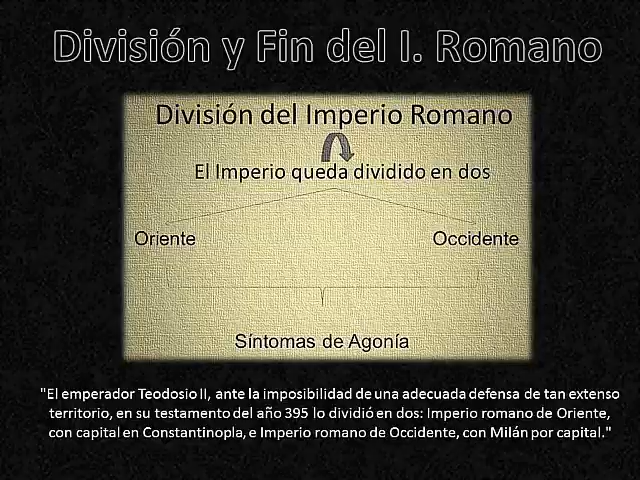 División y Fin del I. Romano
División del Imperio Romano
El Imperio queda dividido en dos
Oriente
Occidente
Síntomas de Agonía
"El emperador Teodosio II, ante la imposibilidad de una adecuada defensa de tan extenso
territorio, en su testamento del año 395 lo dividió en dos: Imperio romano de Oriente,
con capital en Constantinopla, e Imperio romano de Occidente, con Milán por capital."